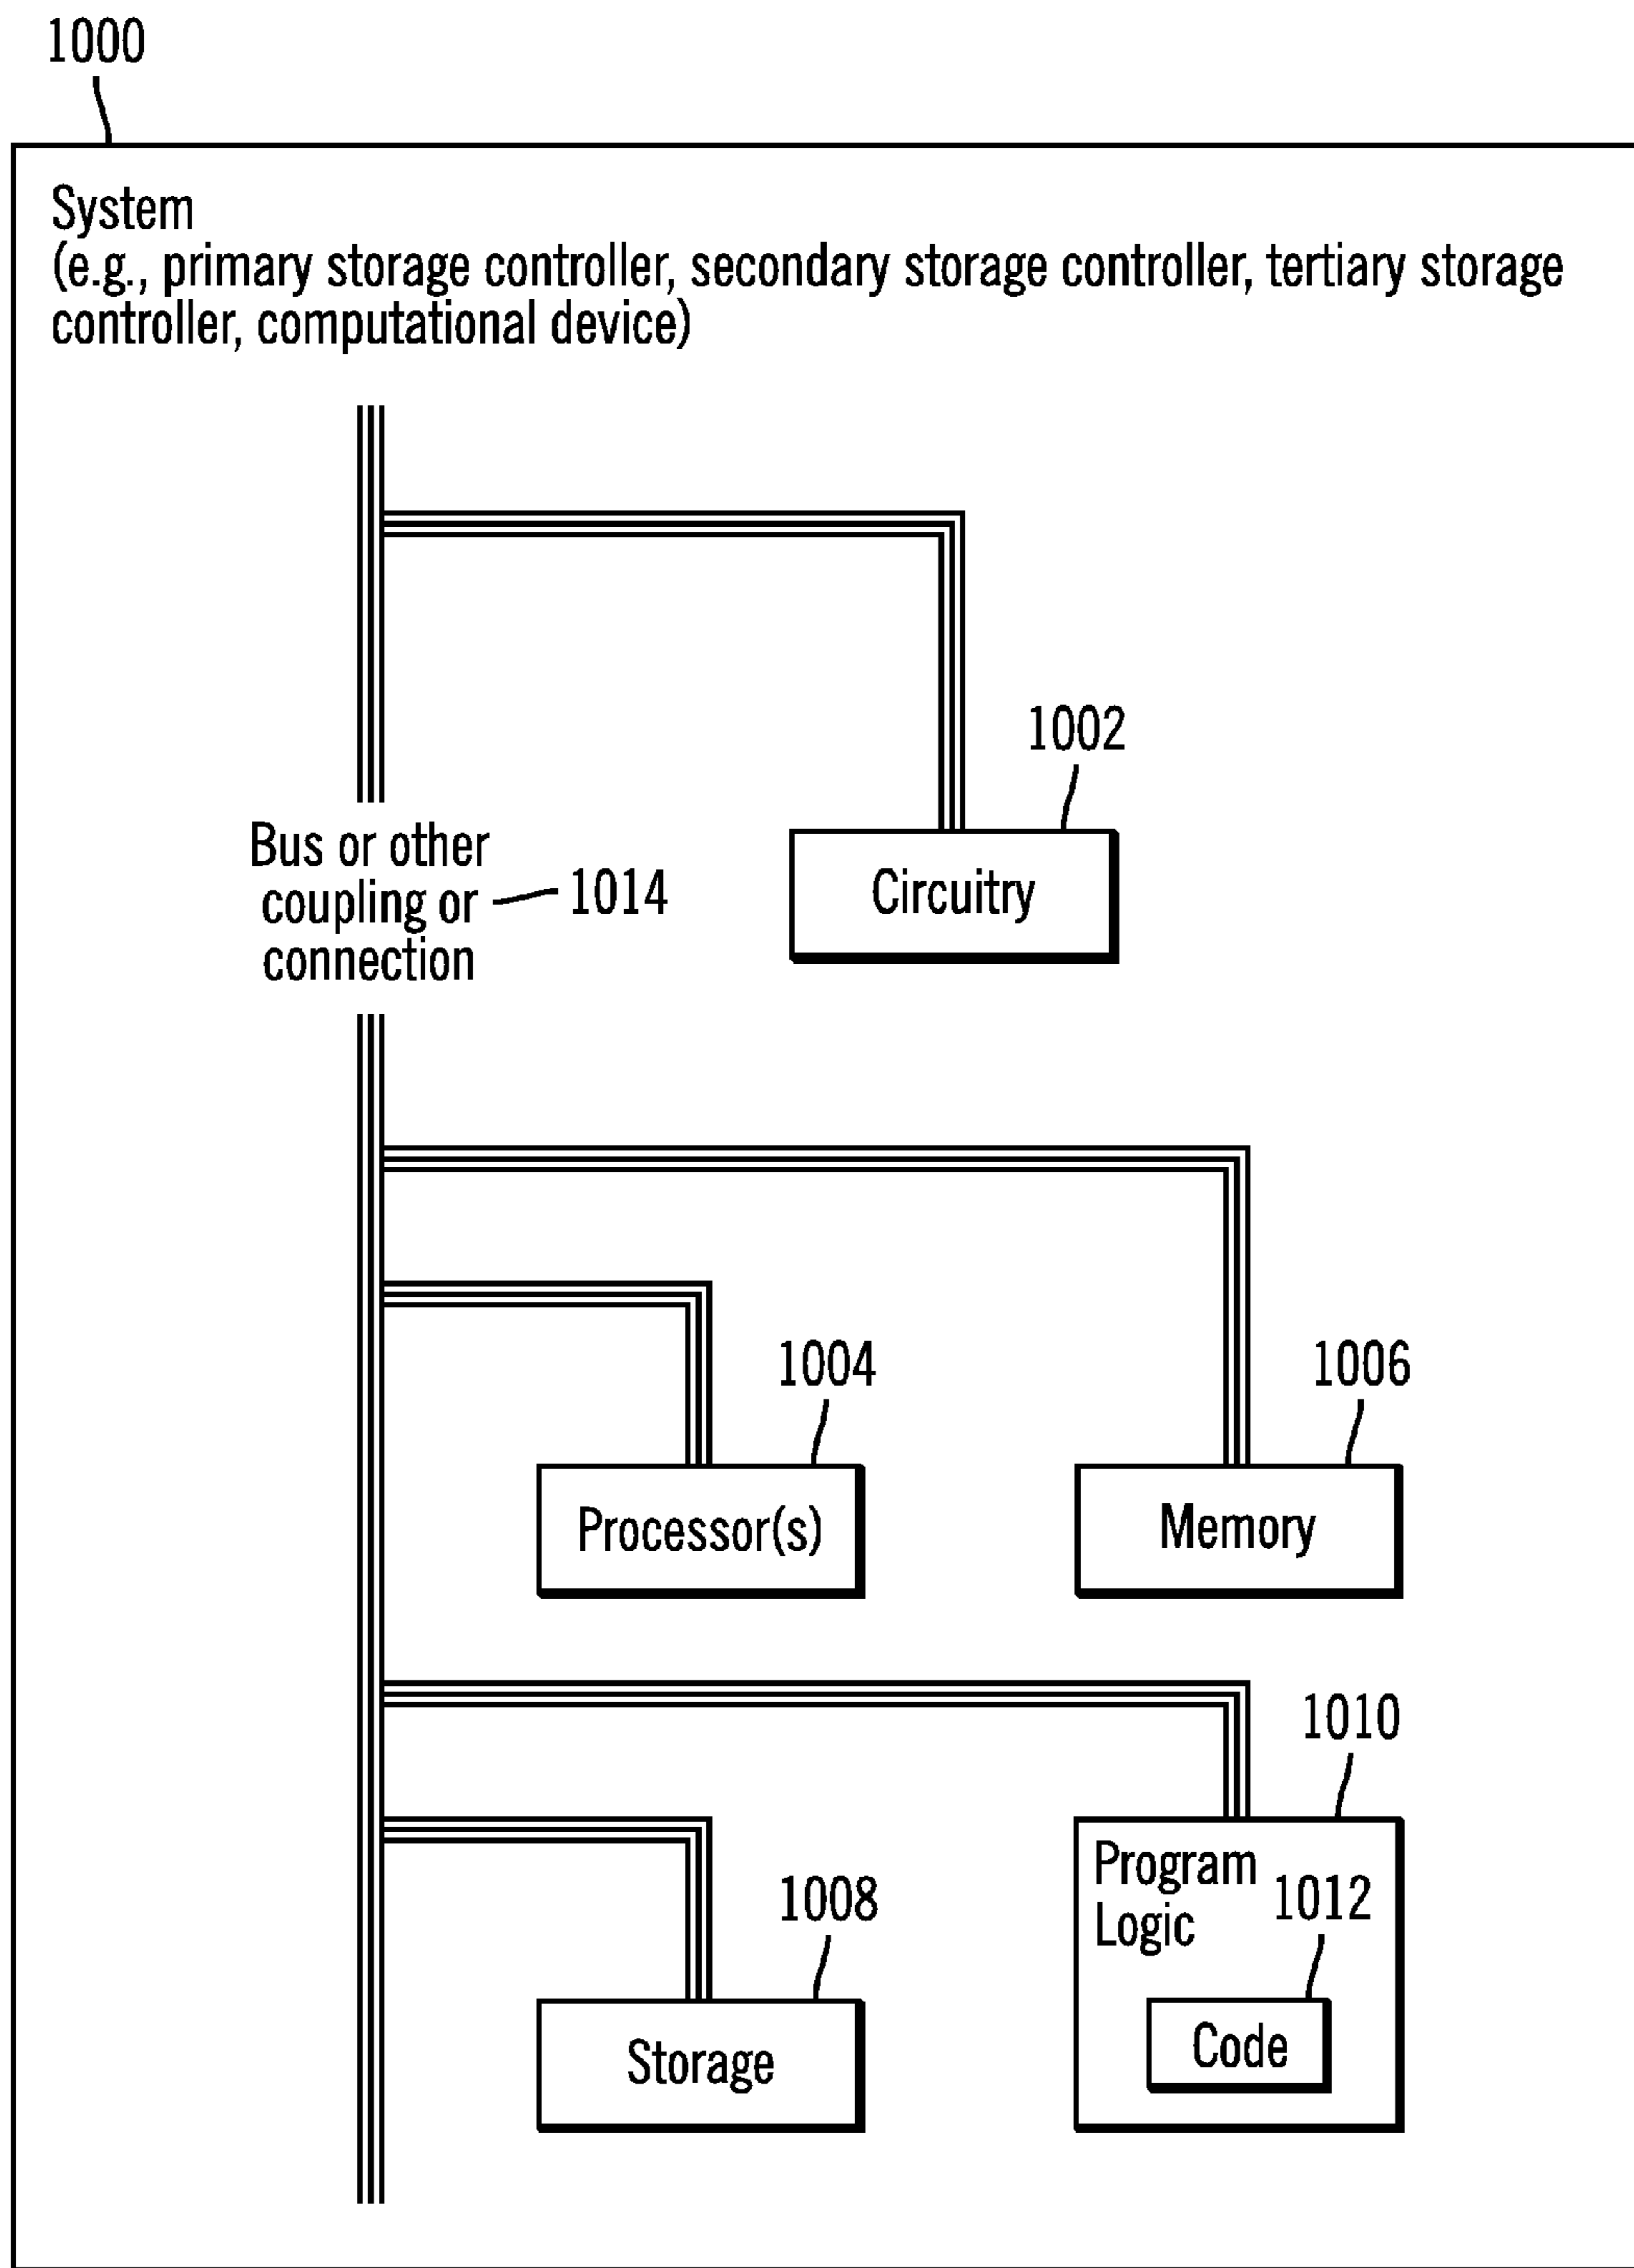 1000
System
(e.g., primary storage controller, secondary storage controller, tertiary storage
controller, computational device)
1002
Bus or other
coupling or
connection
1014
Circuitry
1004
1006
Processor(s)
Memory
1010
Program
Logic
1008
1012
Storage
Code